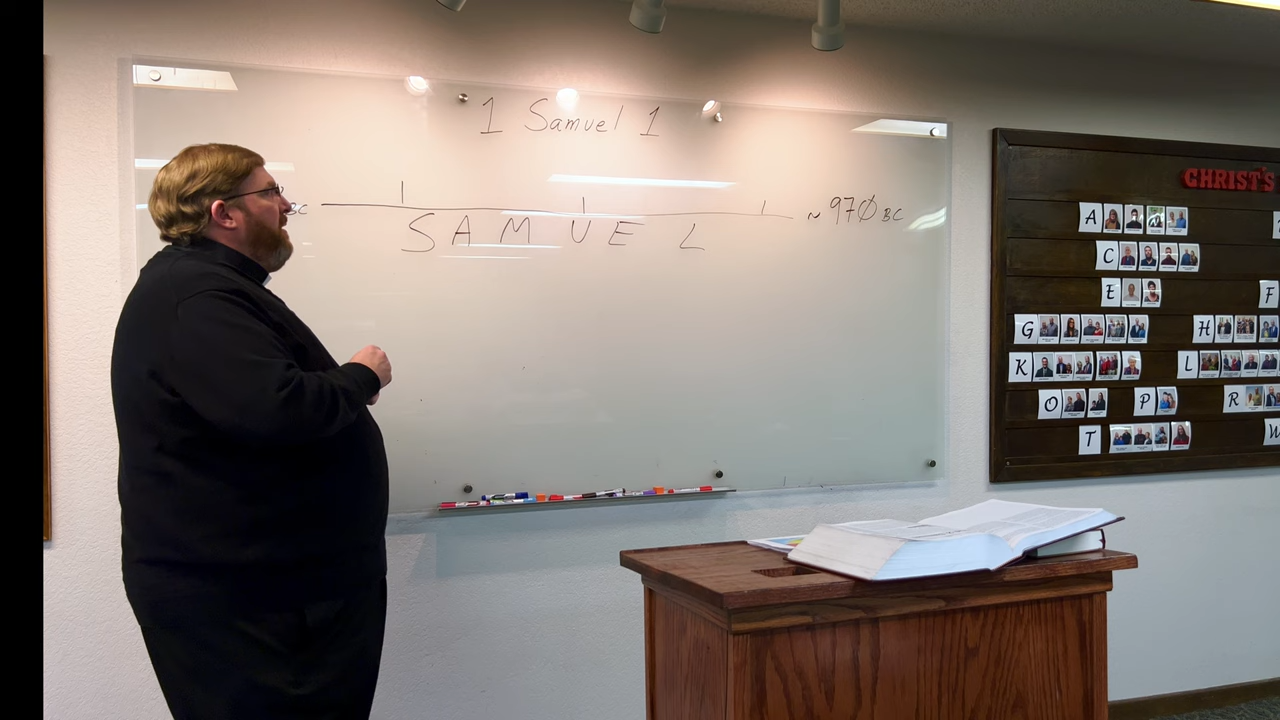 1 Samuel 1
BC ~970 BC
SAMUEL
CHRIST'S
A
C
E
F
G H
K L
O P R
T W